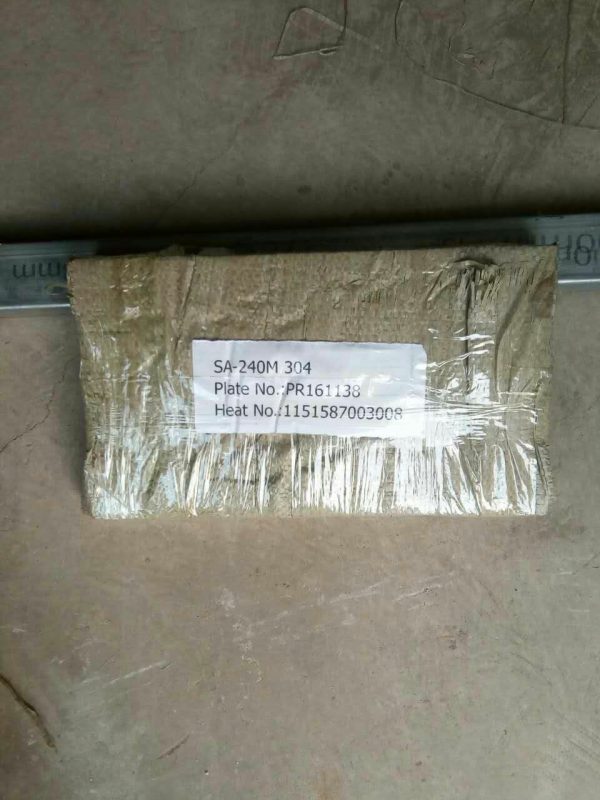 SA-240M 304
Plate No.:PR161138
Heat No.:1151587003008